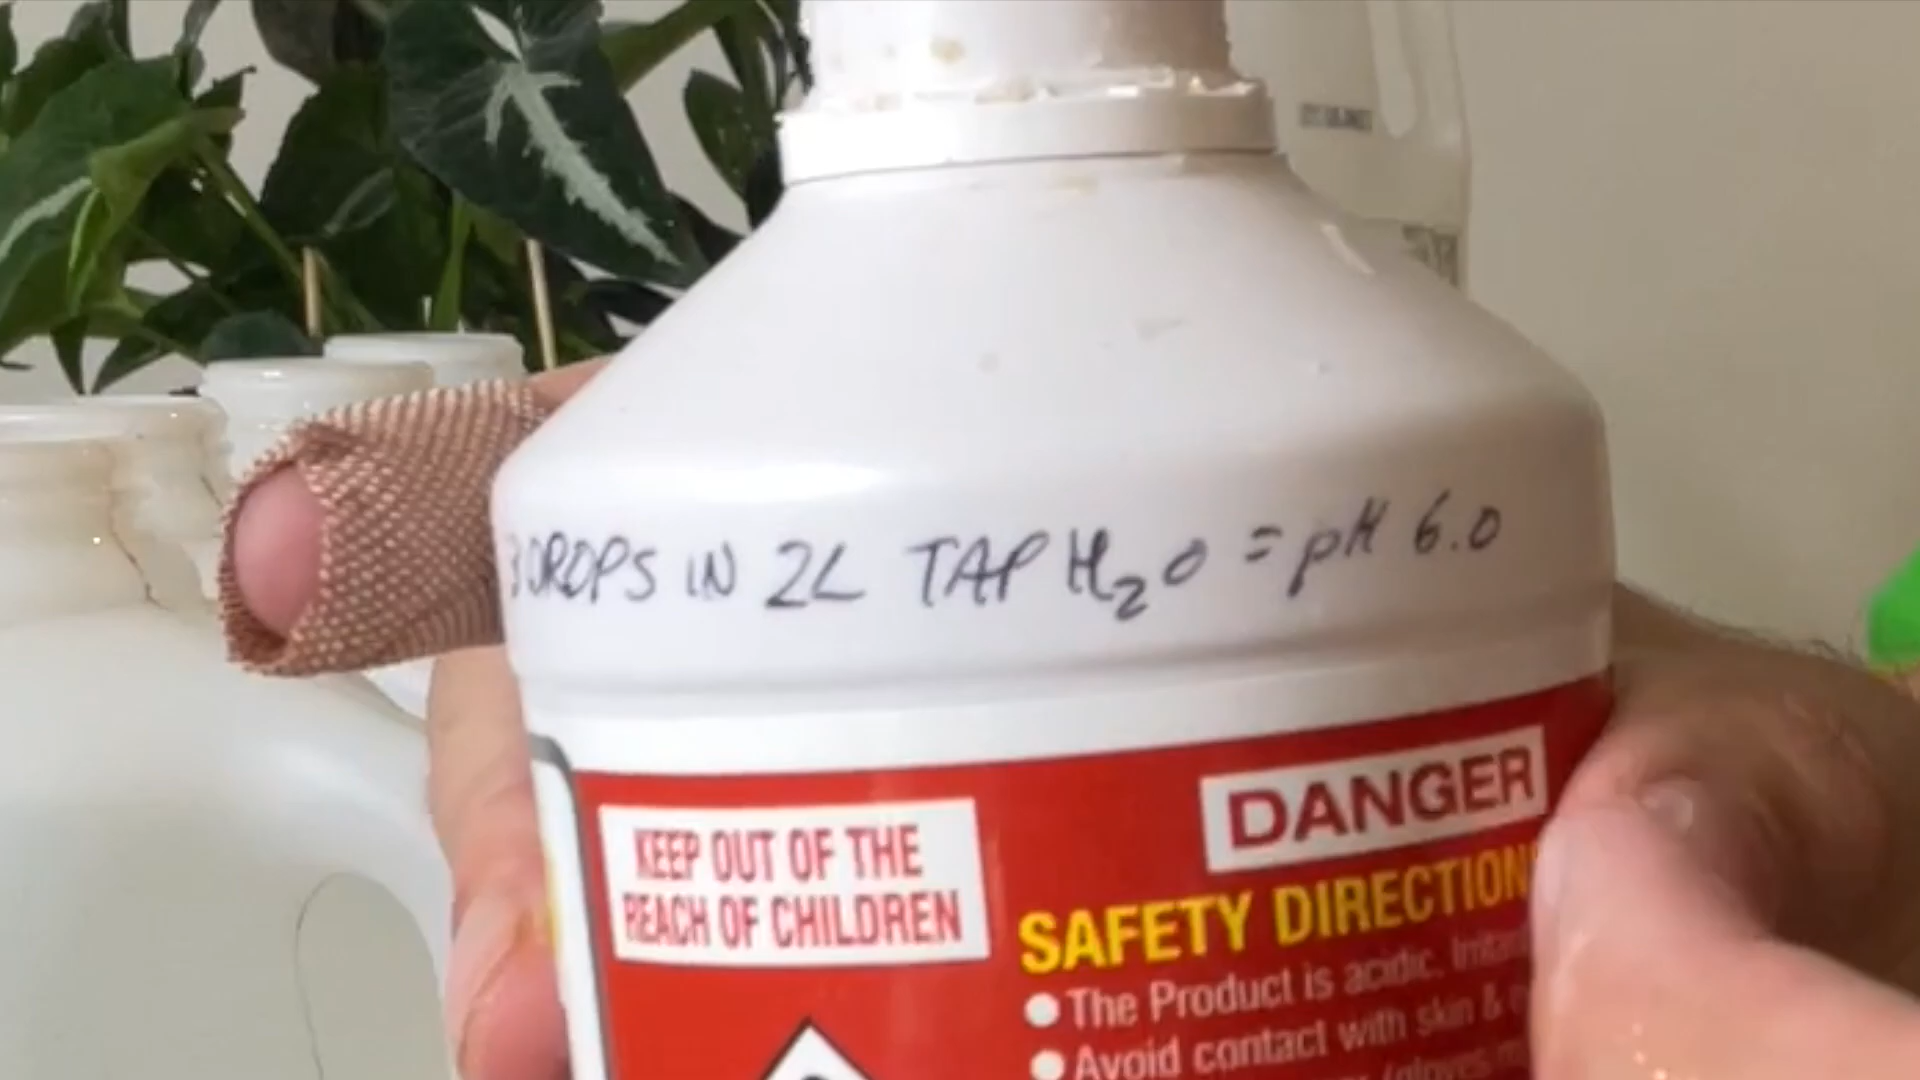 3 DROPS IN 2L TAP H₂O = pH 6.0
DANGER
KEEP OUT OF THE
REACH OF CHILDREN
SAFETY DIRECTION
● The Product is acidic.
● Avoid contact with skin &